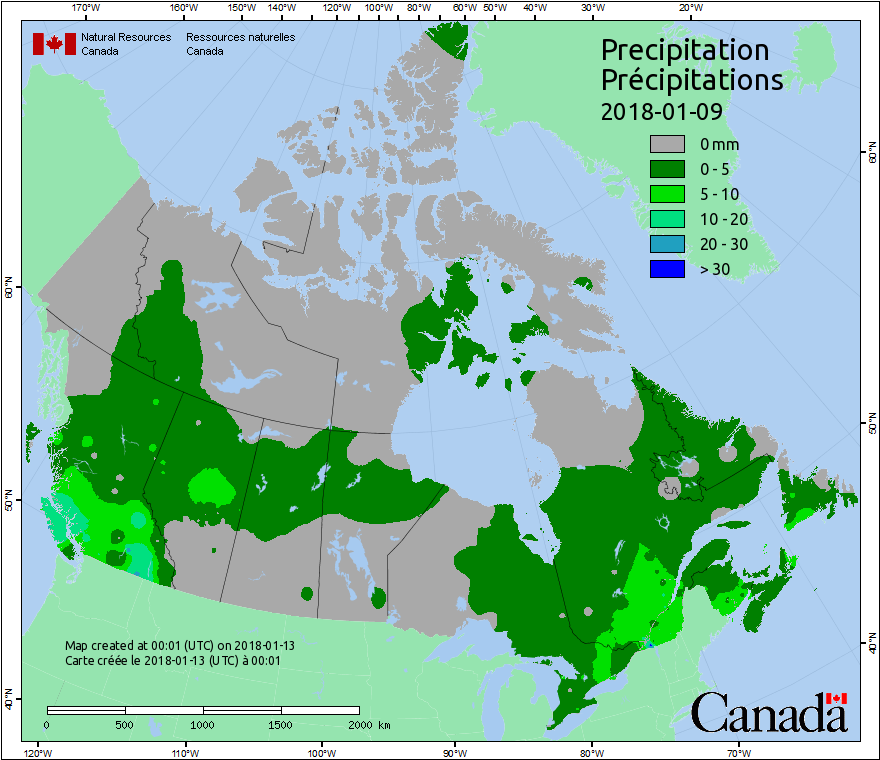 170°W 160°W 150°W 140°W 120°W 100°W 80°W 60°W 50°W 40°W 30°W 20°W
Natural Resources Ressources naturelles
Canada Canada
Precipitation
Précipitations
2018-01-09
0 mm
0 - 5
5 - 10
10 - 20
20 - 30
> 30
60°N
60°N
50°N
50°N
40°N
40°N
Map created at 00:01 (UTC) on 2018-01-13
Carte créée le 2018-01-13 (UTC) à 00:01
0 500 1000 1500 2000 km
Canada
120°W 110°W 100°W 90°W 80°W 70°W